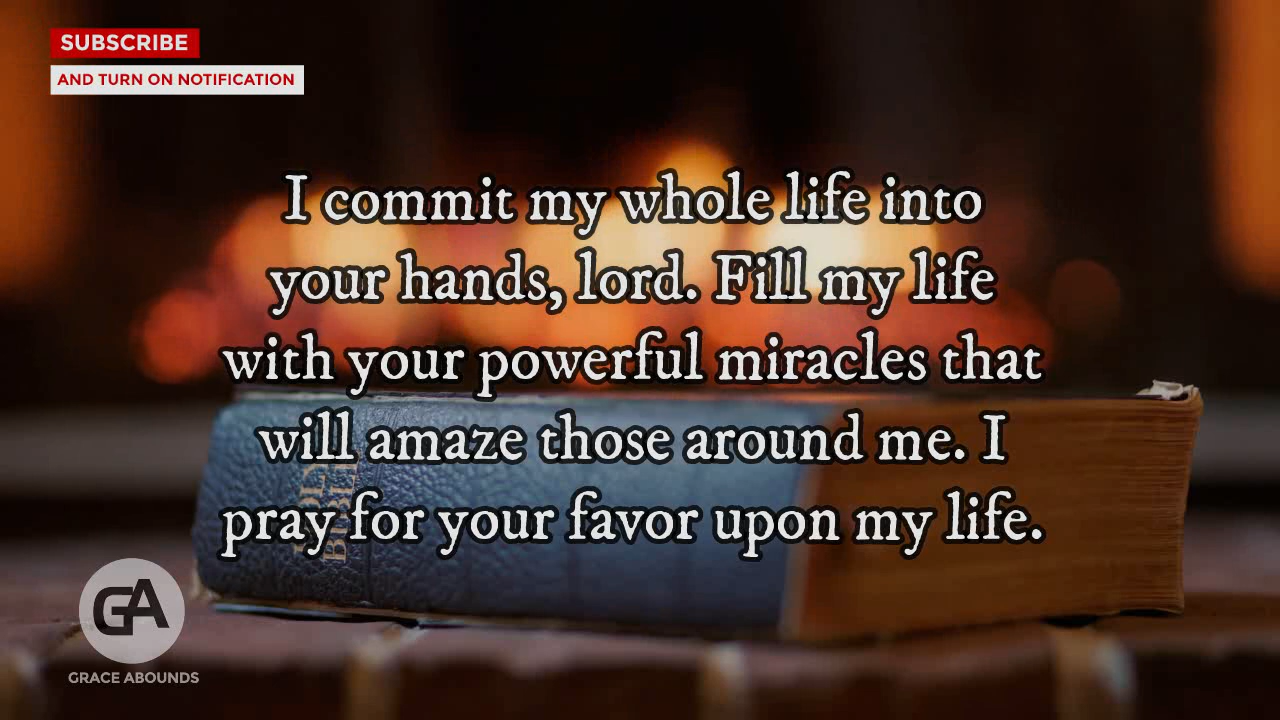 SUBSCRIBE
AND TURN ON NOTIFICATION
I commit my whole life into
your hands, lord. Fill my life
with your powerful miracles that
will amaze those around me. I
pray for your favor upon my life.
GA
GRACE ABOUNDS